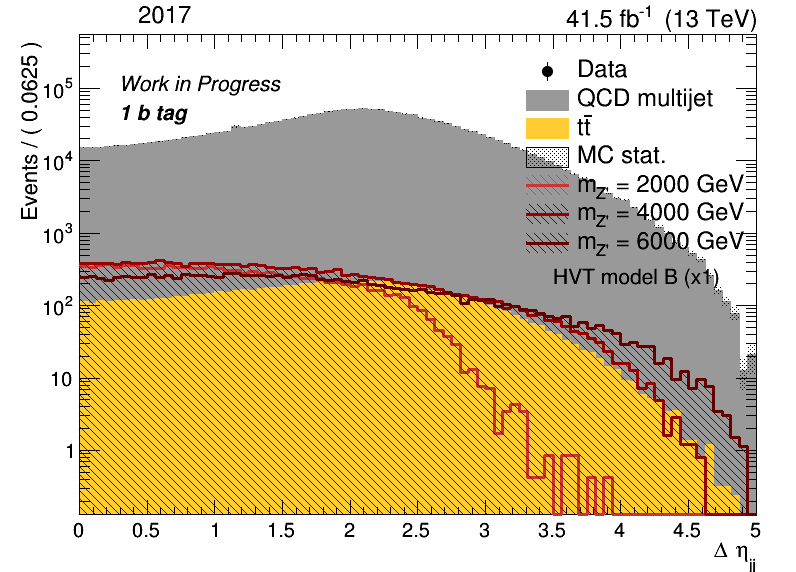 2017
41.5 fb⁻¹ (13 TeV)
Events / ( 0.0625 )
Work in Progress
1 b tag
Data
QCD multijet
tt̄
MC stat.
m_Z' = 2000 GeV
m_Z' = 4000 GeV
m_Z' = 6000 GeV
HVT model B (x1)
10⁵
10⁴
10³
10²
10
1
0 0.5 1 1.5 2 2.5 3 3.5 4 4.5 5
Δ η_jj